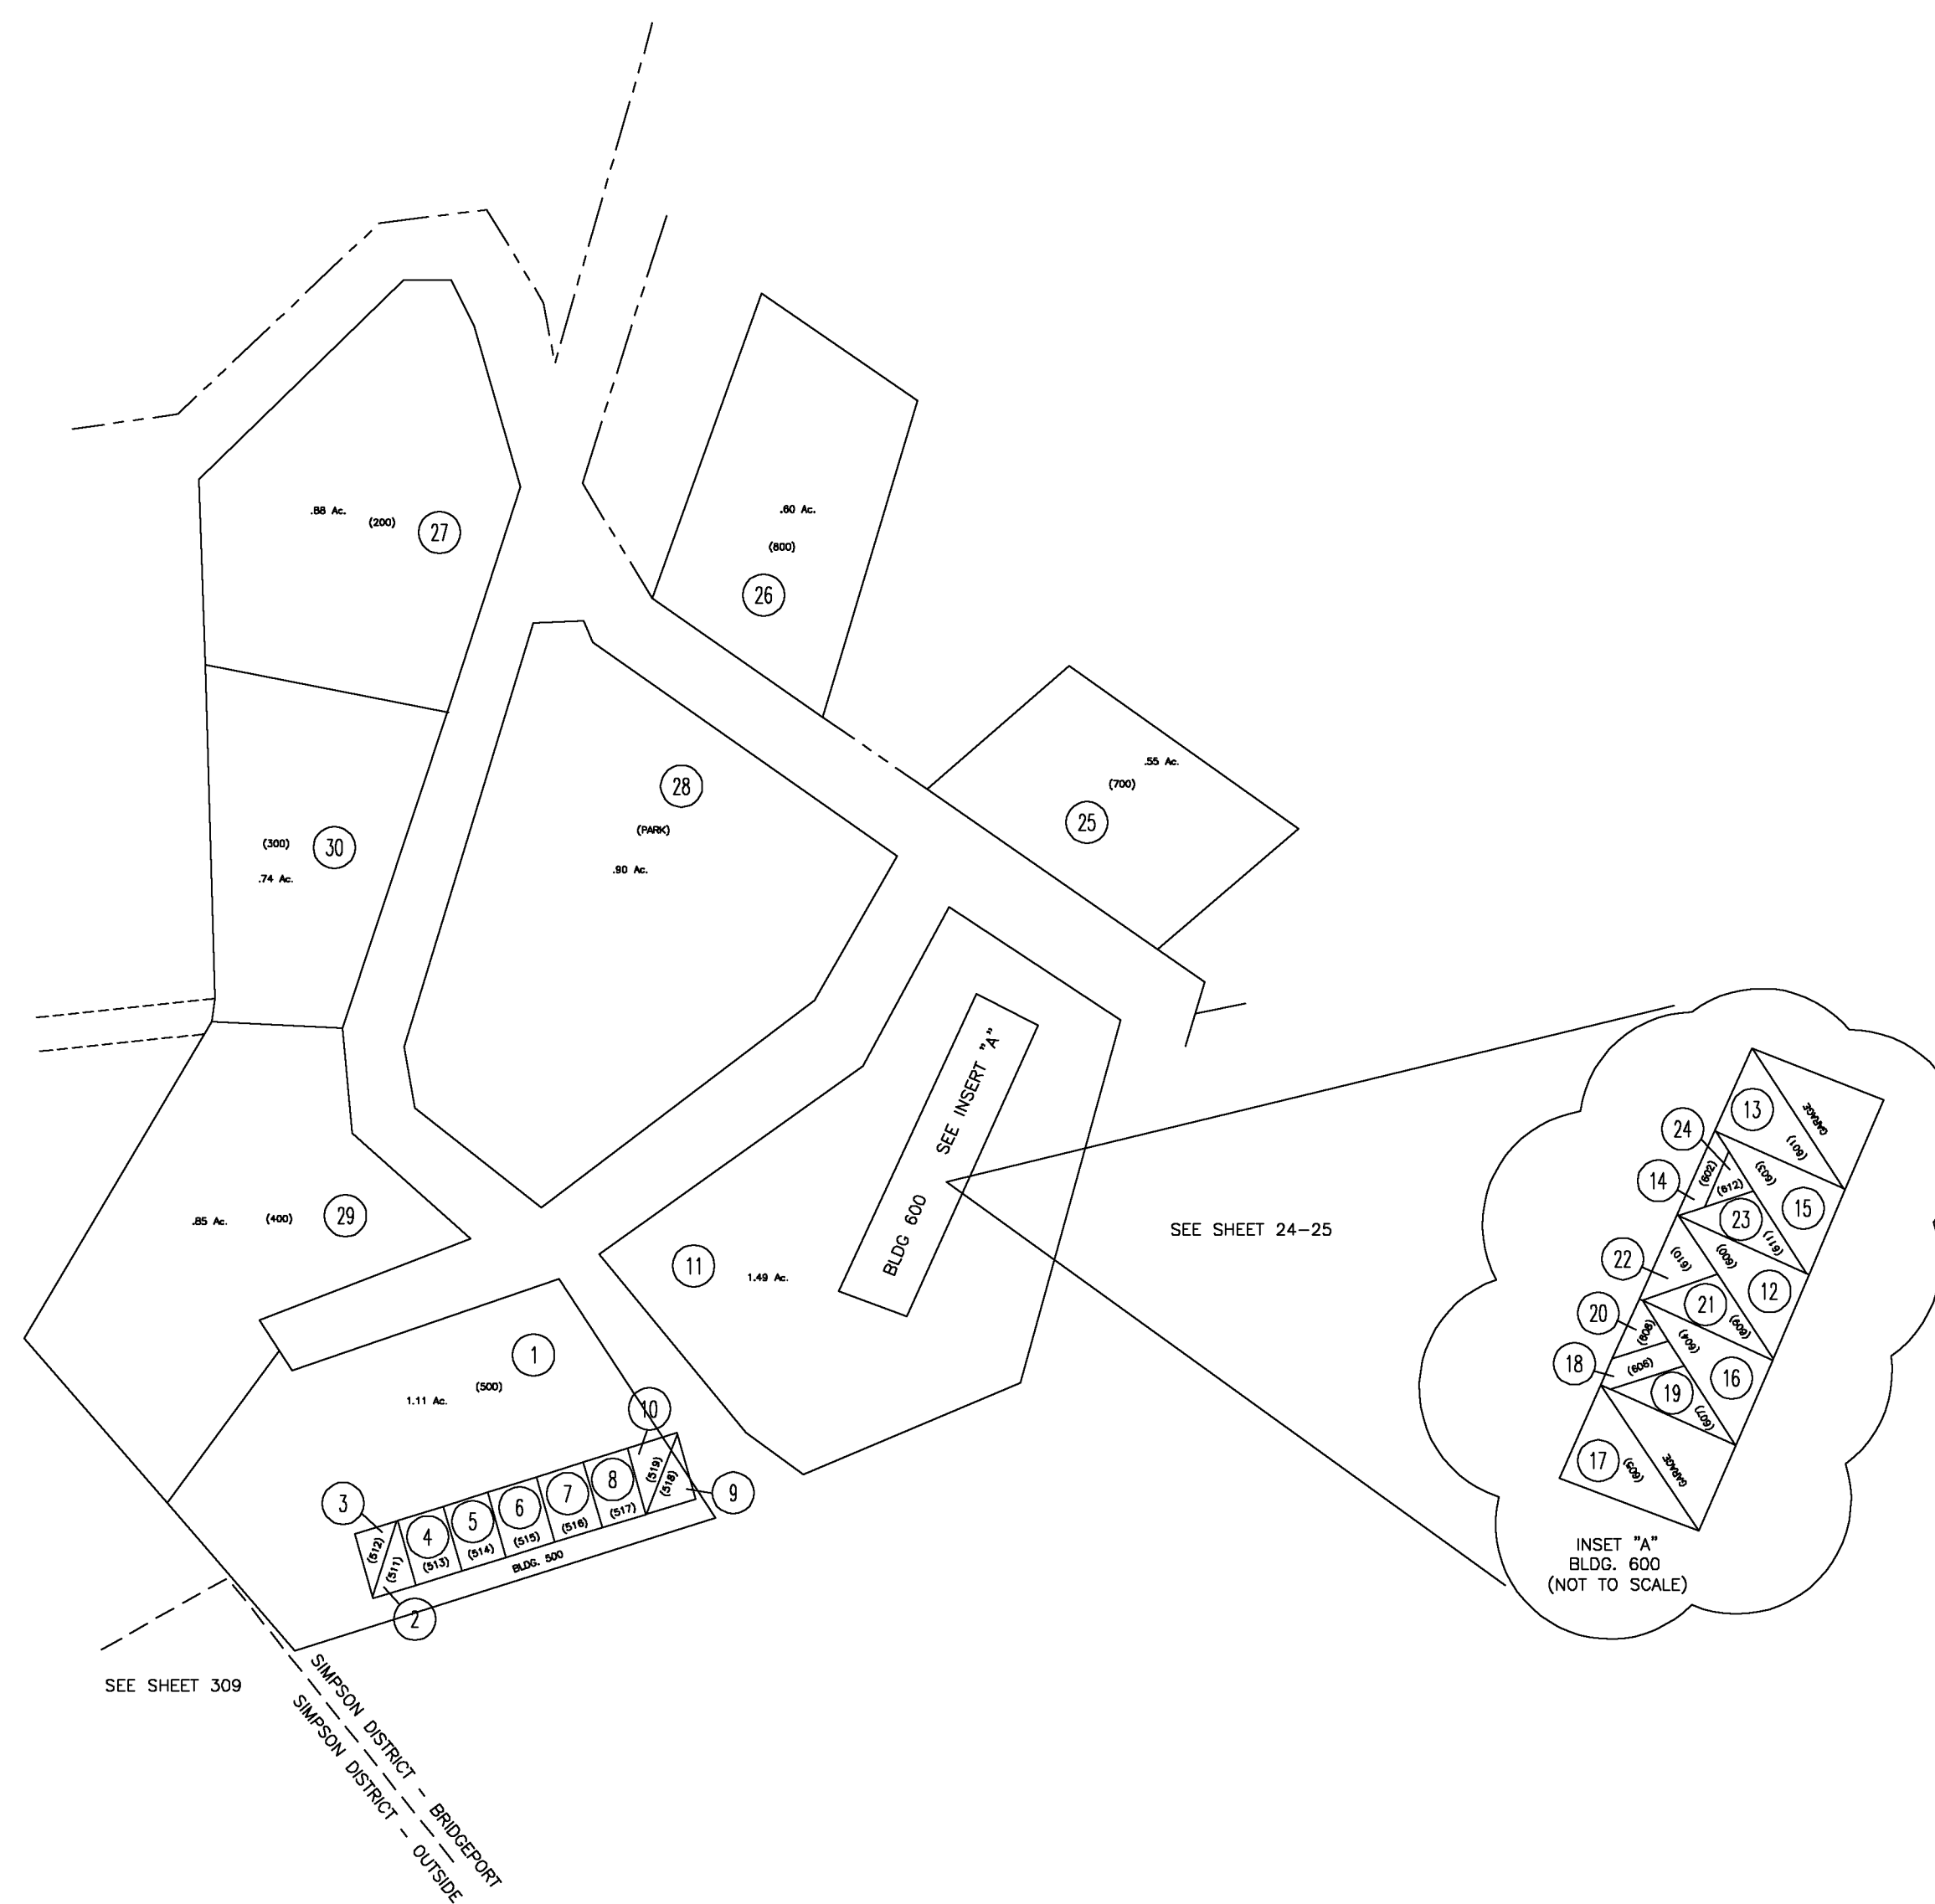 .88 Ac.
(200)
27
.60 Ac.
(800)
26
.55 Ac.
(700)
25
28
(PARK)
.90 Ac.
(300)
30
.74 Ac.
.85 Ac.
(400)
29
11
1.49 Ac.
BLDG 600 SEE INSERT "A"
SEE SHEET 24-25
1
(500)
1.11 Ac.
10
9
8
7
6
5
4
3
2
(512)
(511)
(513)
(514)
(515)
(516)
(517)
(519)
(518)
BLDG. 500
SEE SHEET 309
SIMPSON DISTRICT - BRIDGEPORT
SIMPSON DISTRICT - OUTSIDE
13
GARAGE
(601)
24
14
(602)
(603)
(612)
15
23
(611)
22
(610)
(600)
12
21
(609)
20
(608)
(604)
18
(606)
16
19
(607)
17
(605)
GARAGE
INSET "A"
BLDG. 600
(NOT TO SCALE)